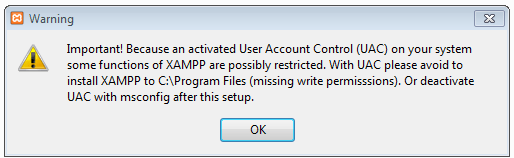 Warning
Important! Because an activated User Account Control (UAC) on your system
some functions of XAMPP are possibly restricted. With UAC please avoid to
install XAMPP to C:\Program Files (missing write permisssions). Or deactivate
UAC with msconfig after this setup.
OK